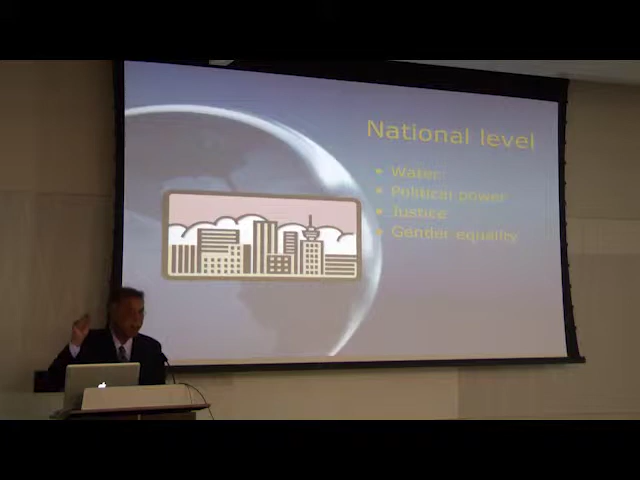 National level
• Water:
• Political power
• Justice
• Gender equality